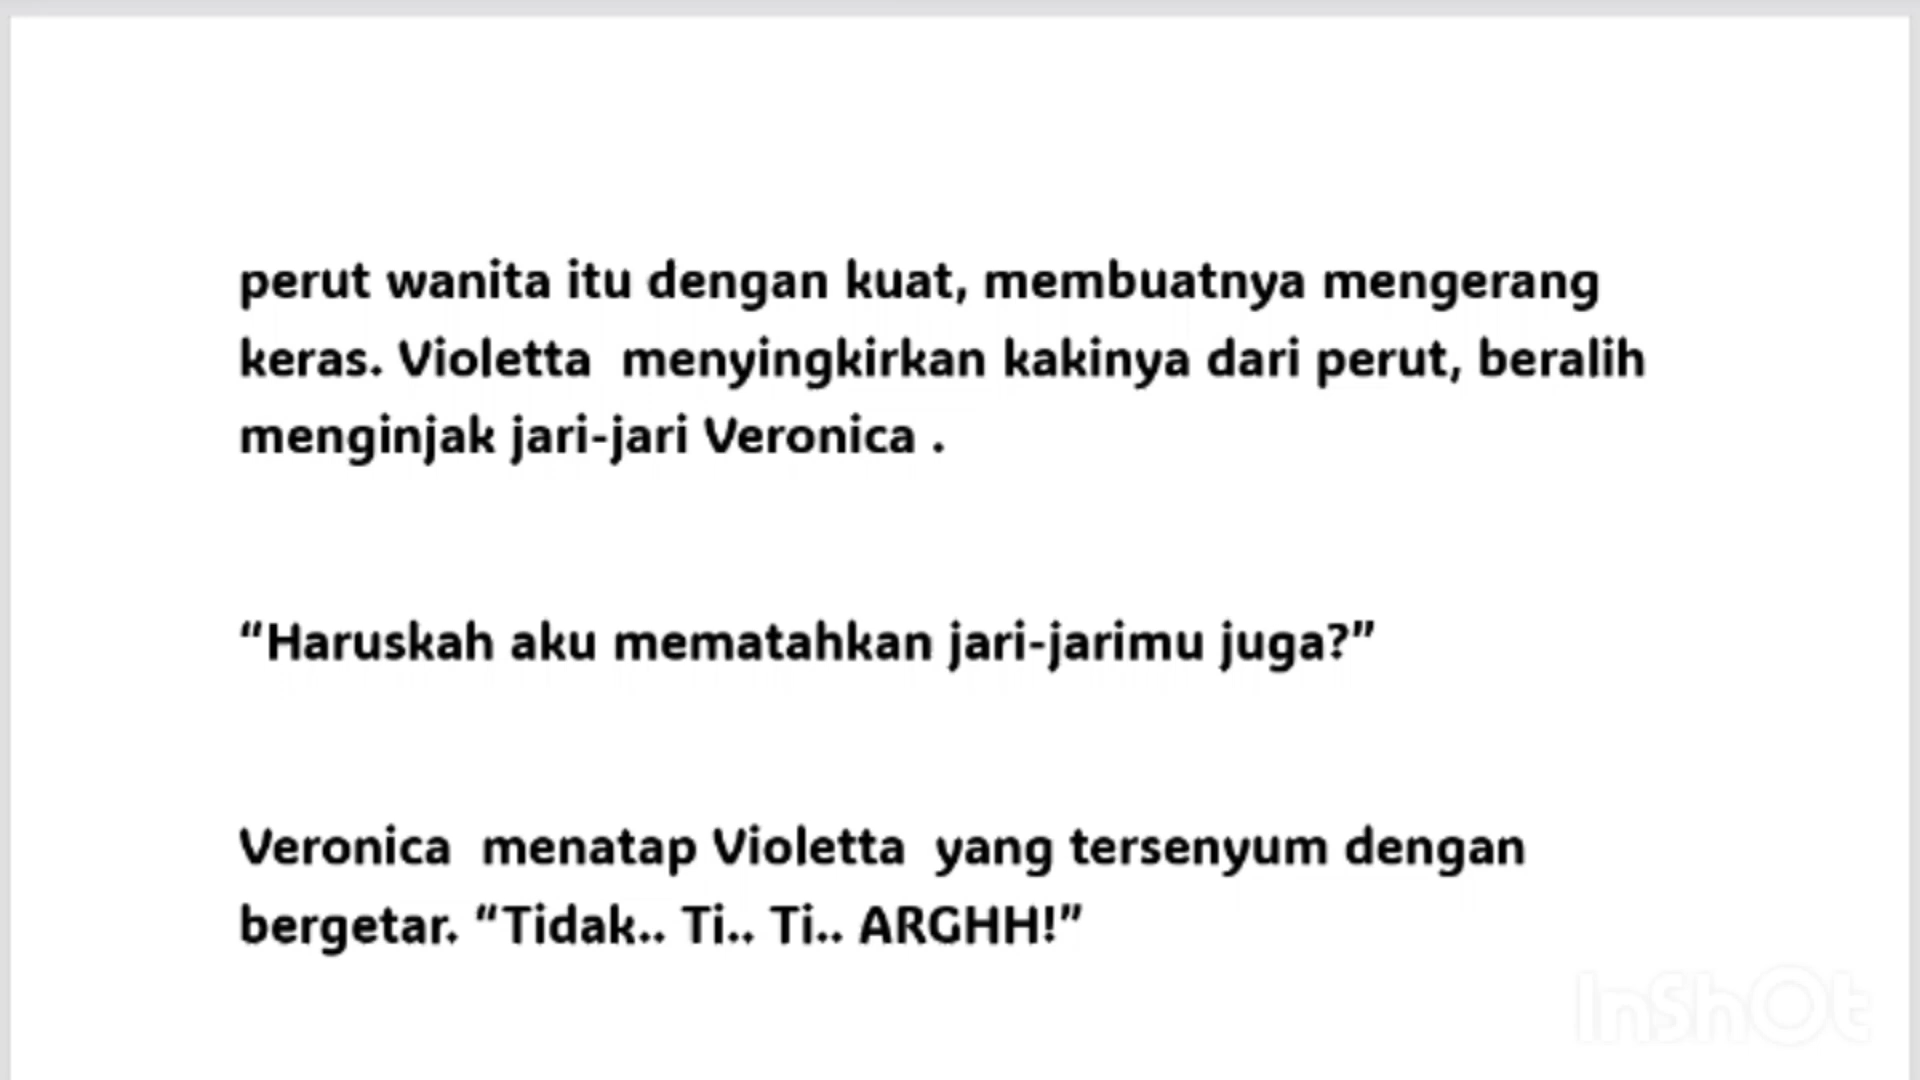 perut wanita itu dengan kuat, membuatnya mengerang
keras. Violetta  menyingkirkan kakinya dari perut, beralih
menginjak jari-jari Veronica .
“Haruskah aku mematahkan jari-jarimu juga?”
Veronica  menatap Violetta  yang tersenyum dengan
bergetar. “Tidak.. Ti.. Ti.. ARGHH!”
InShOt